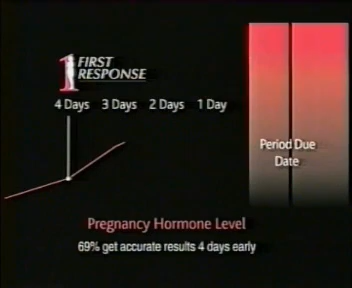 1 FIRST
RESPONSE
4 Days 3 Days 2 Days 1 Day
Period Due
Date
Pregnancy Hormone Level
69% get accurate results 4 days early